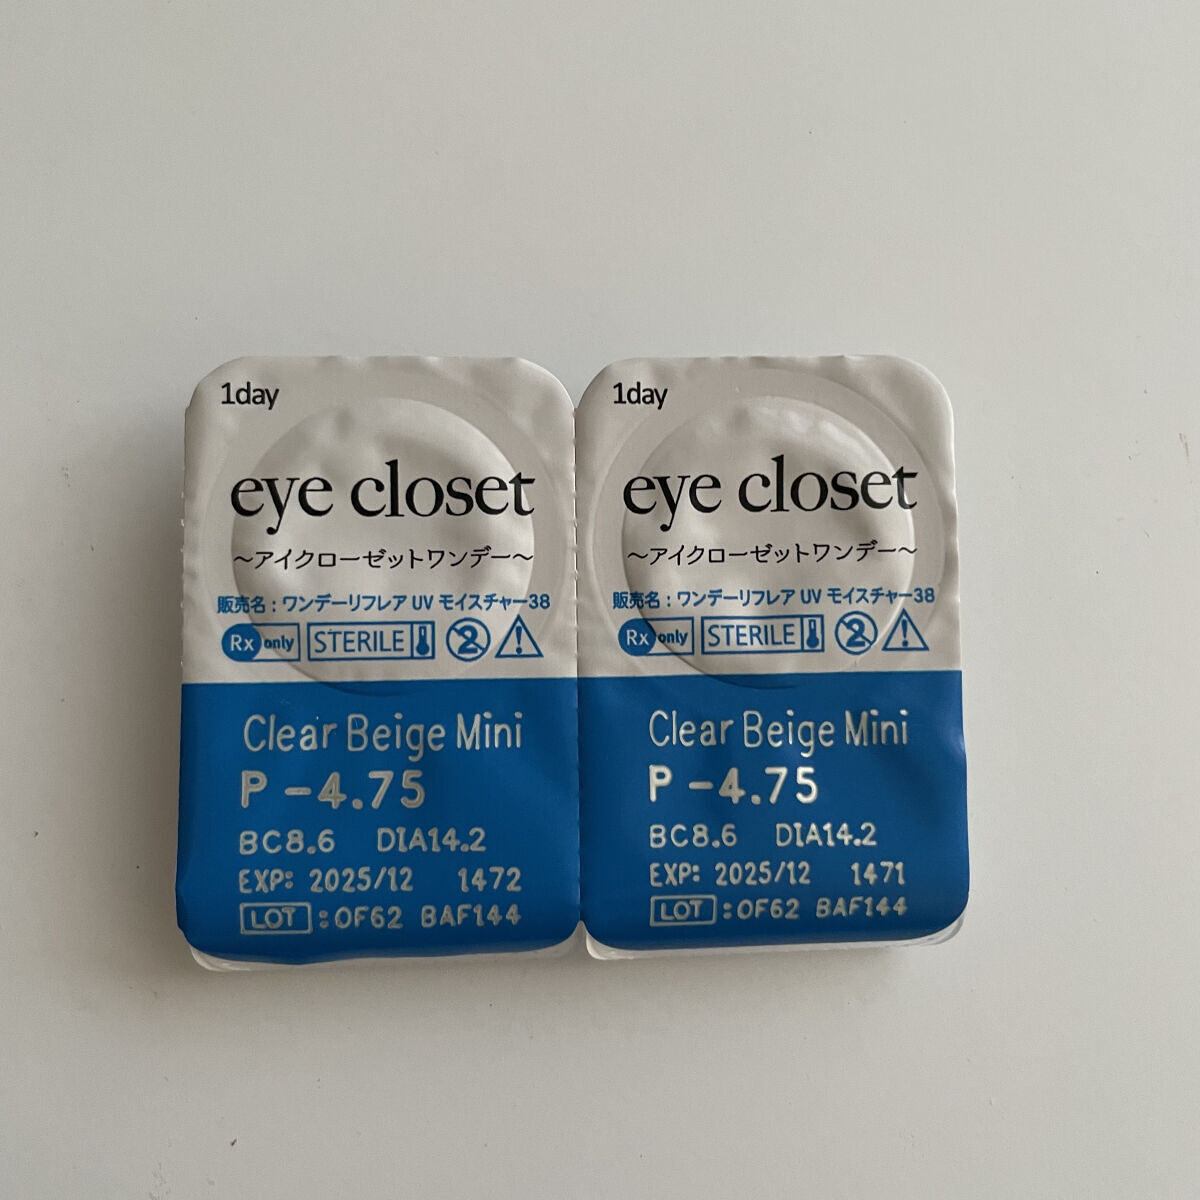 1day
eye closet
～アイクローゼットワンデー～
販売名：ワンデーリフレア UV モイスチャー38
Rx only STERILE 2 !
Clear Beige Mini
P -4.75
BC8.6 DIA14.2
EXP: 2025/12 1472
LOT :OF62 BAF144
1day
eye closet
～アイクローゼットワンデー～
販売名：ワンデーリフレア UV モイスチャー38
Rx only STERILE 2 !
Clear Beige Mini
P -4.75
BC8.6 DIA14.2
EXP: 2025/12 1471
LOT :OF62 BAF144